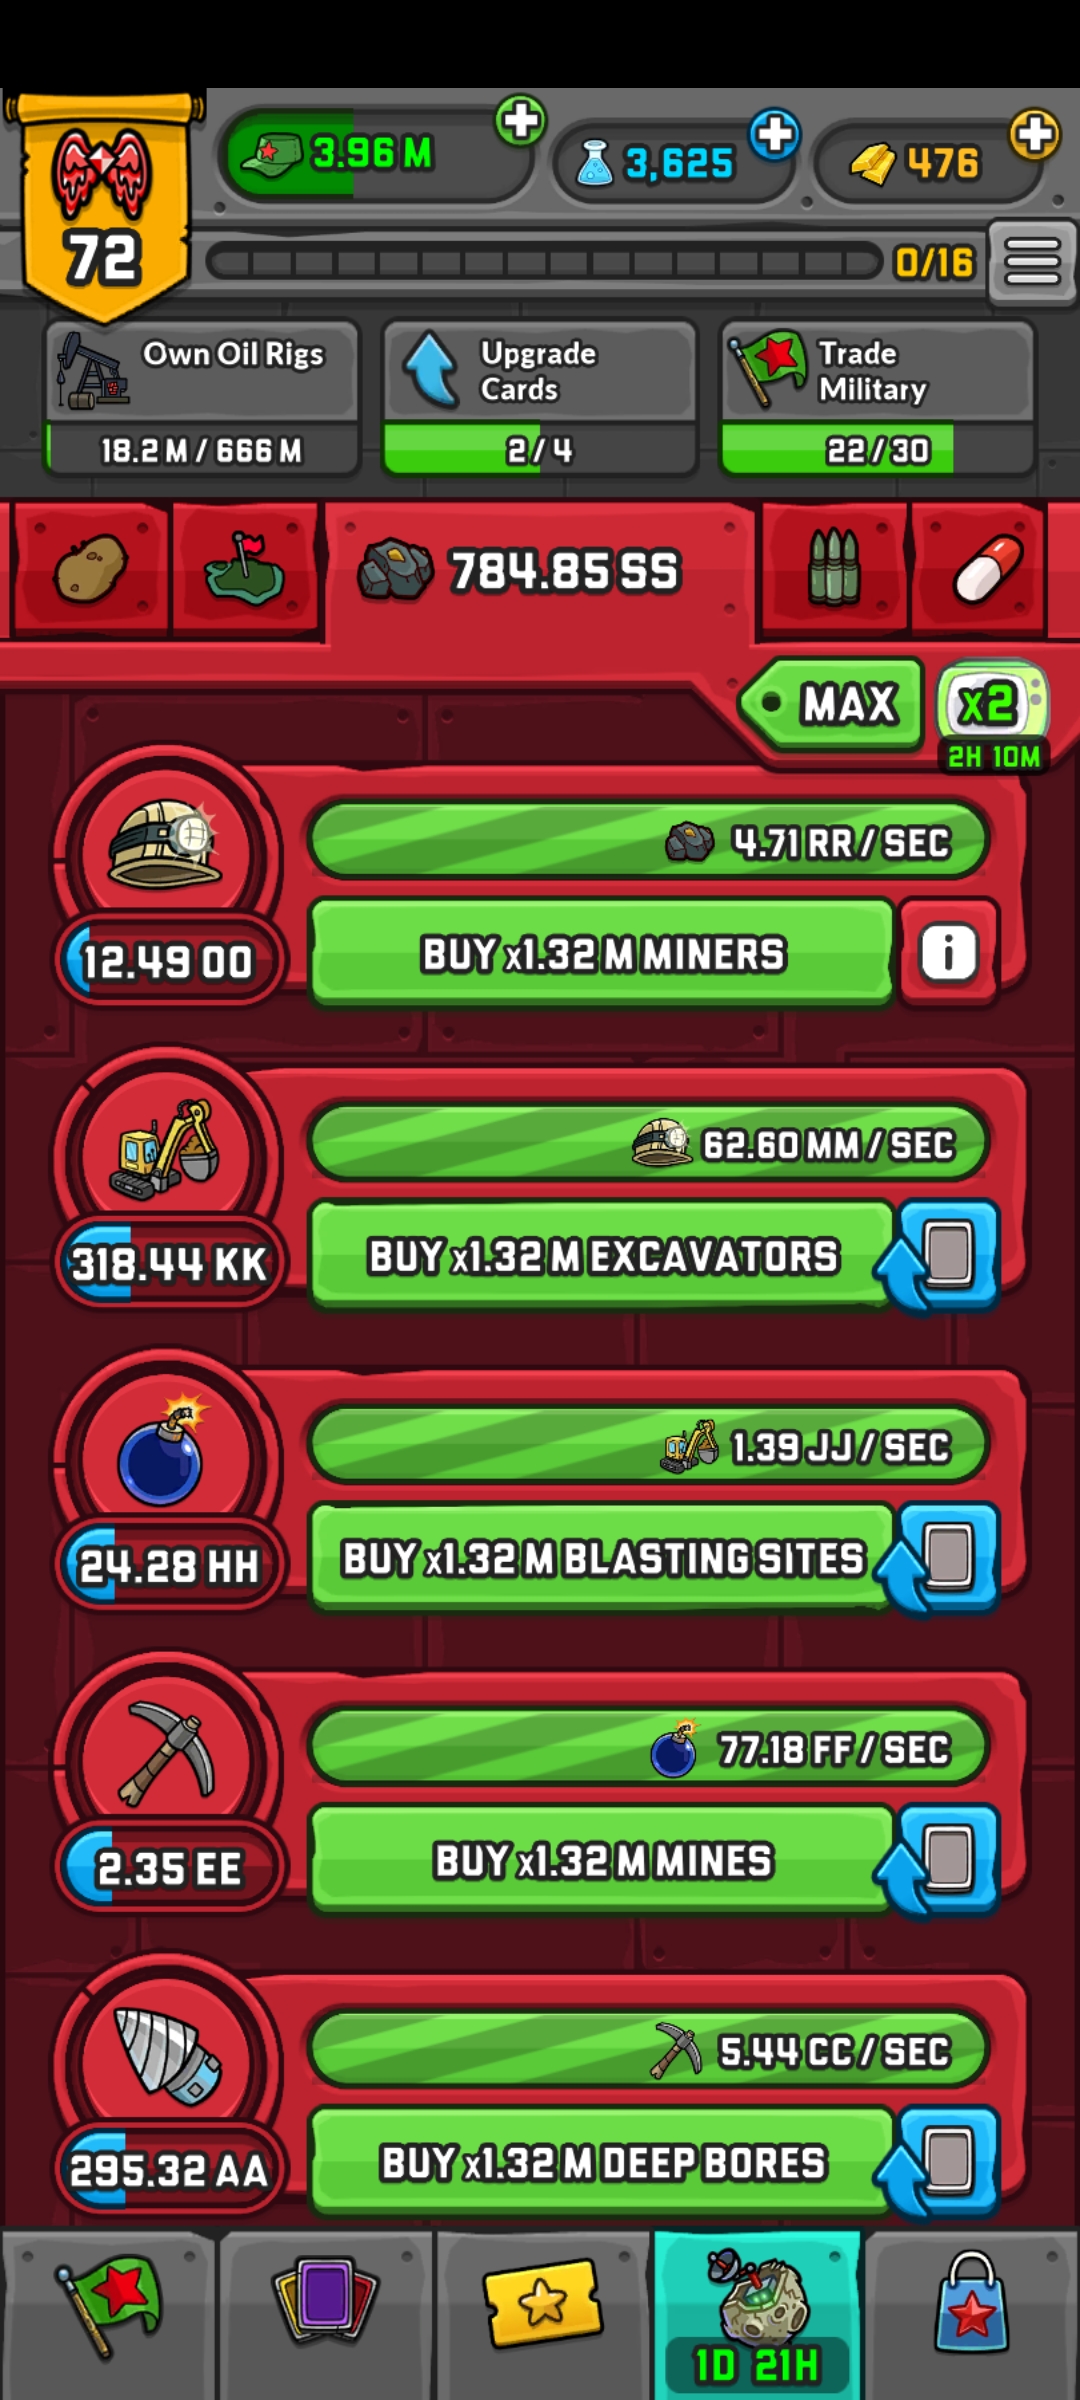 3.96 M
3,625
476
72
0/16
Own Oil Rigs
18.2 M / 666 M
Upgrade
Cards
2 / 4
Trade
Military
22 / 30
784.85 SS
MAX
x2
2H 10M
4.71 RR / SEC
12.49 OO
BUY x1.32 M MINERS
i
62.60 MM / SEC
318.44 KK
BUY x1.32 M EXCAVATORS
1.39 JJ / SEC
24.28 HH
BUY x1.32 M BLASTING SITES
77.18 FF / SEC
2.35 EE
BUY x1.32 M MINES
5.44 CC / SEC
295.32 AA
BUY x1.32 M DEEP BORES
1D 21H